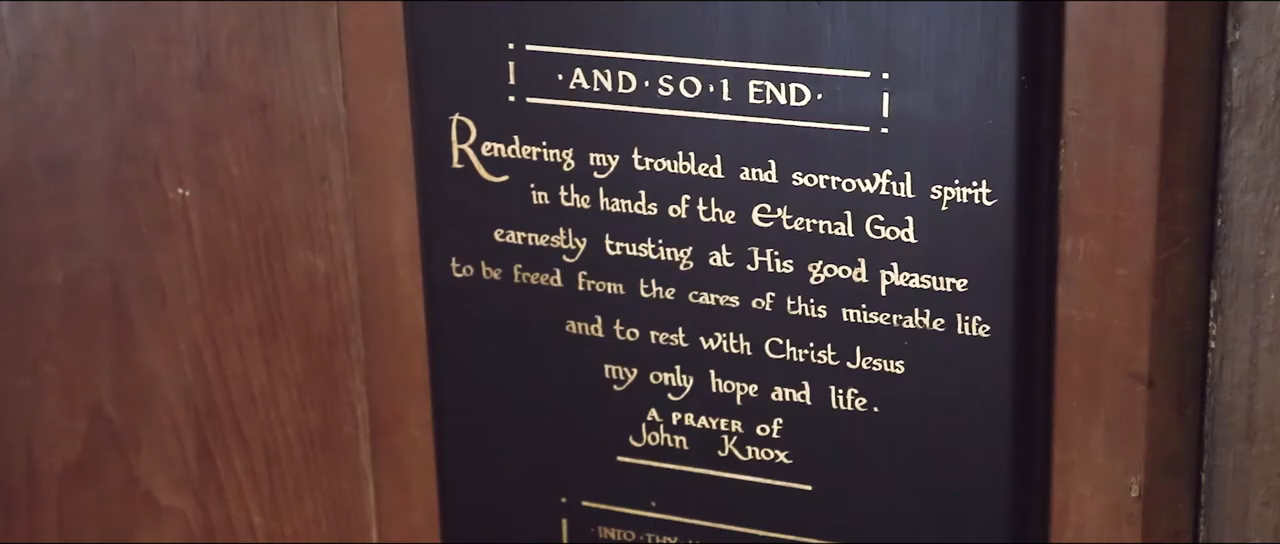 ·AND·SO·I END·
Rendering my troubled and sorrowful spirit
in the hands of the Eternal God
earnestly trusting at His good pleasure
to be freed from the cares of this miserable life
and to rest with Christ Jesus
my only hope and life.
A PRAYER of
John Knox
·INTO·THY·